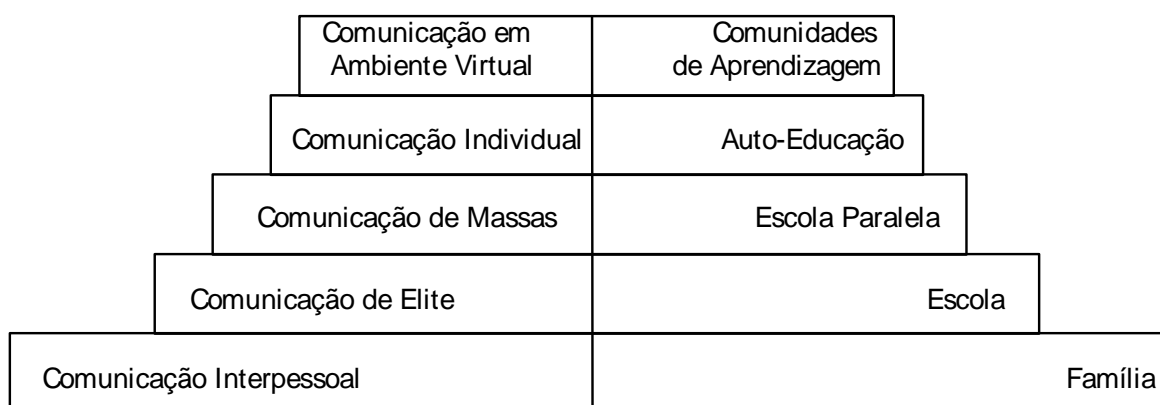 Comunicação em
Ambiente Virtual
Comunidades
de Aprendizagem
Comunicação Individual
Auto-Educação
Comunicação de Massas
Escola Paralela
Comunicação de Elite
Escola
Comunicação Interpessoal
Família